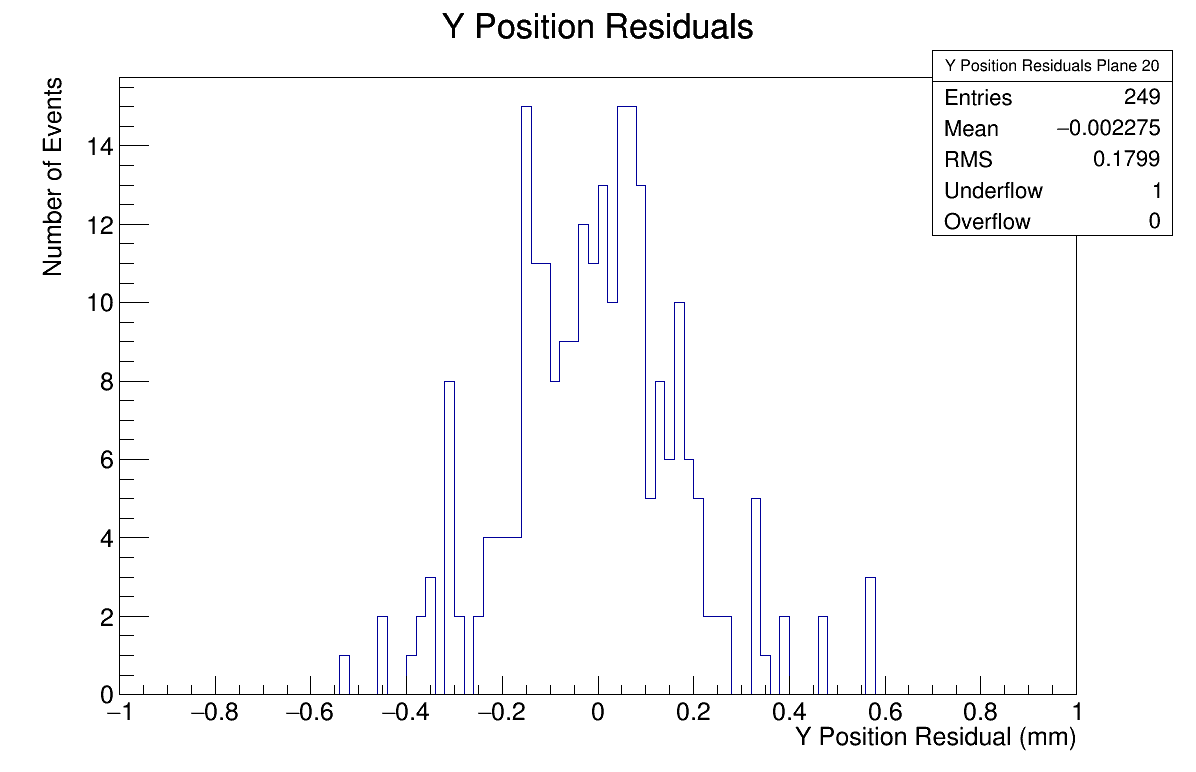 Y Position Residuals
Y Position Residuals Plane 20
Entries 249
Mean −0.002275
RMS 0.1799
Underflow 1
Overflow 0
Number of Events
14
12
10
8
6
4
2
0
−1 −0.8 −0.6 −0.4 −0.2 0 0.2 0.4 0.6 0.8 1
Y Position Residual (mm)